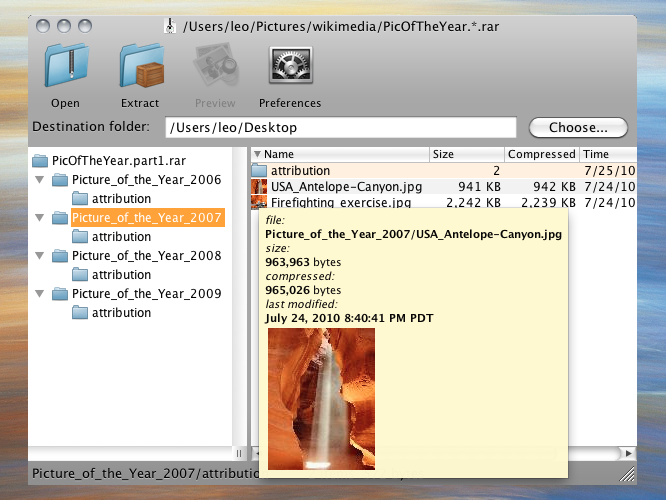 /Users/leo/Pictures/wikimedia/PicOfTheYear.*.rar
Open Extract Preview Preferences
Destination folder: /Users/leo/Desktop Choose...
PicOfTheYear.part1.rar
Picture_of_the_Year_2006
attribution
Picture_of_the_Year_2007
attribution
Picture_of_the_Year_2008
attribution
Picture_of_the_Year_2009
attribution
Name Size Compressed Time
attribution 2 7/25/10
USA_Antelope-Canyon.jpg 941 KB 942 KB 7/24/10
Firefighting_exercise.jpg 2,242 KB 2,239 KB 7/24/10
file:
Picture_of_the_Year_2007/USA_Antelope-Canyon.jpg
size:
963,963 bytes
compressed:
965,026 bytes
last modified:
July 24, 2010 8:40:41 PM PDT
Picture_of_the_Year_2007/attributio